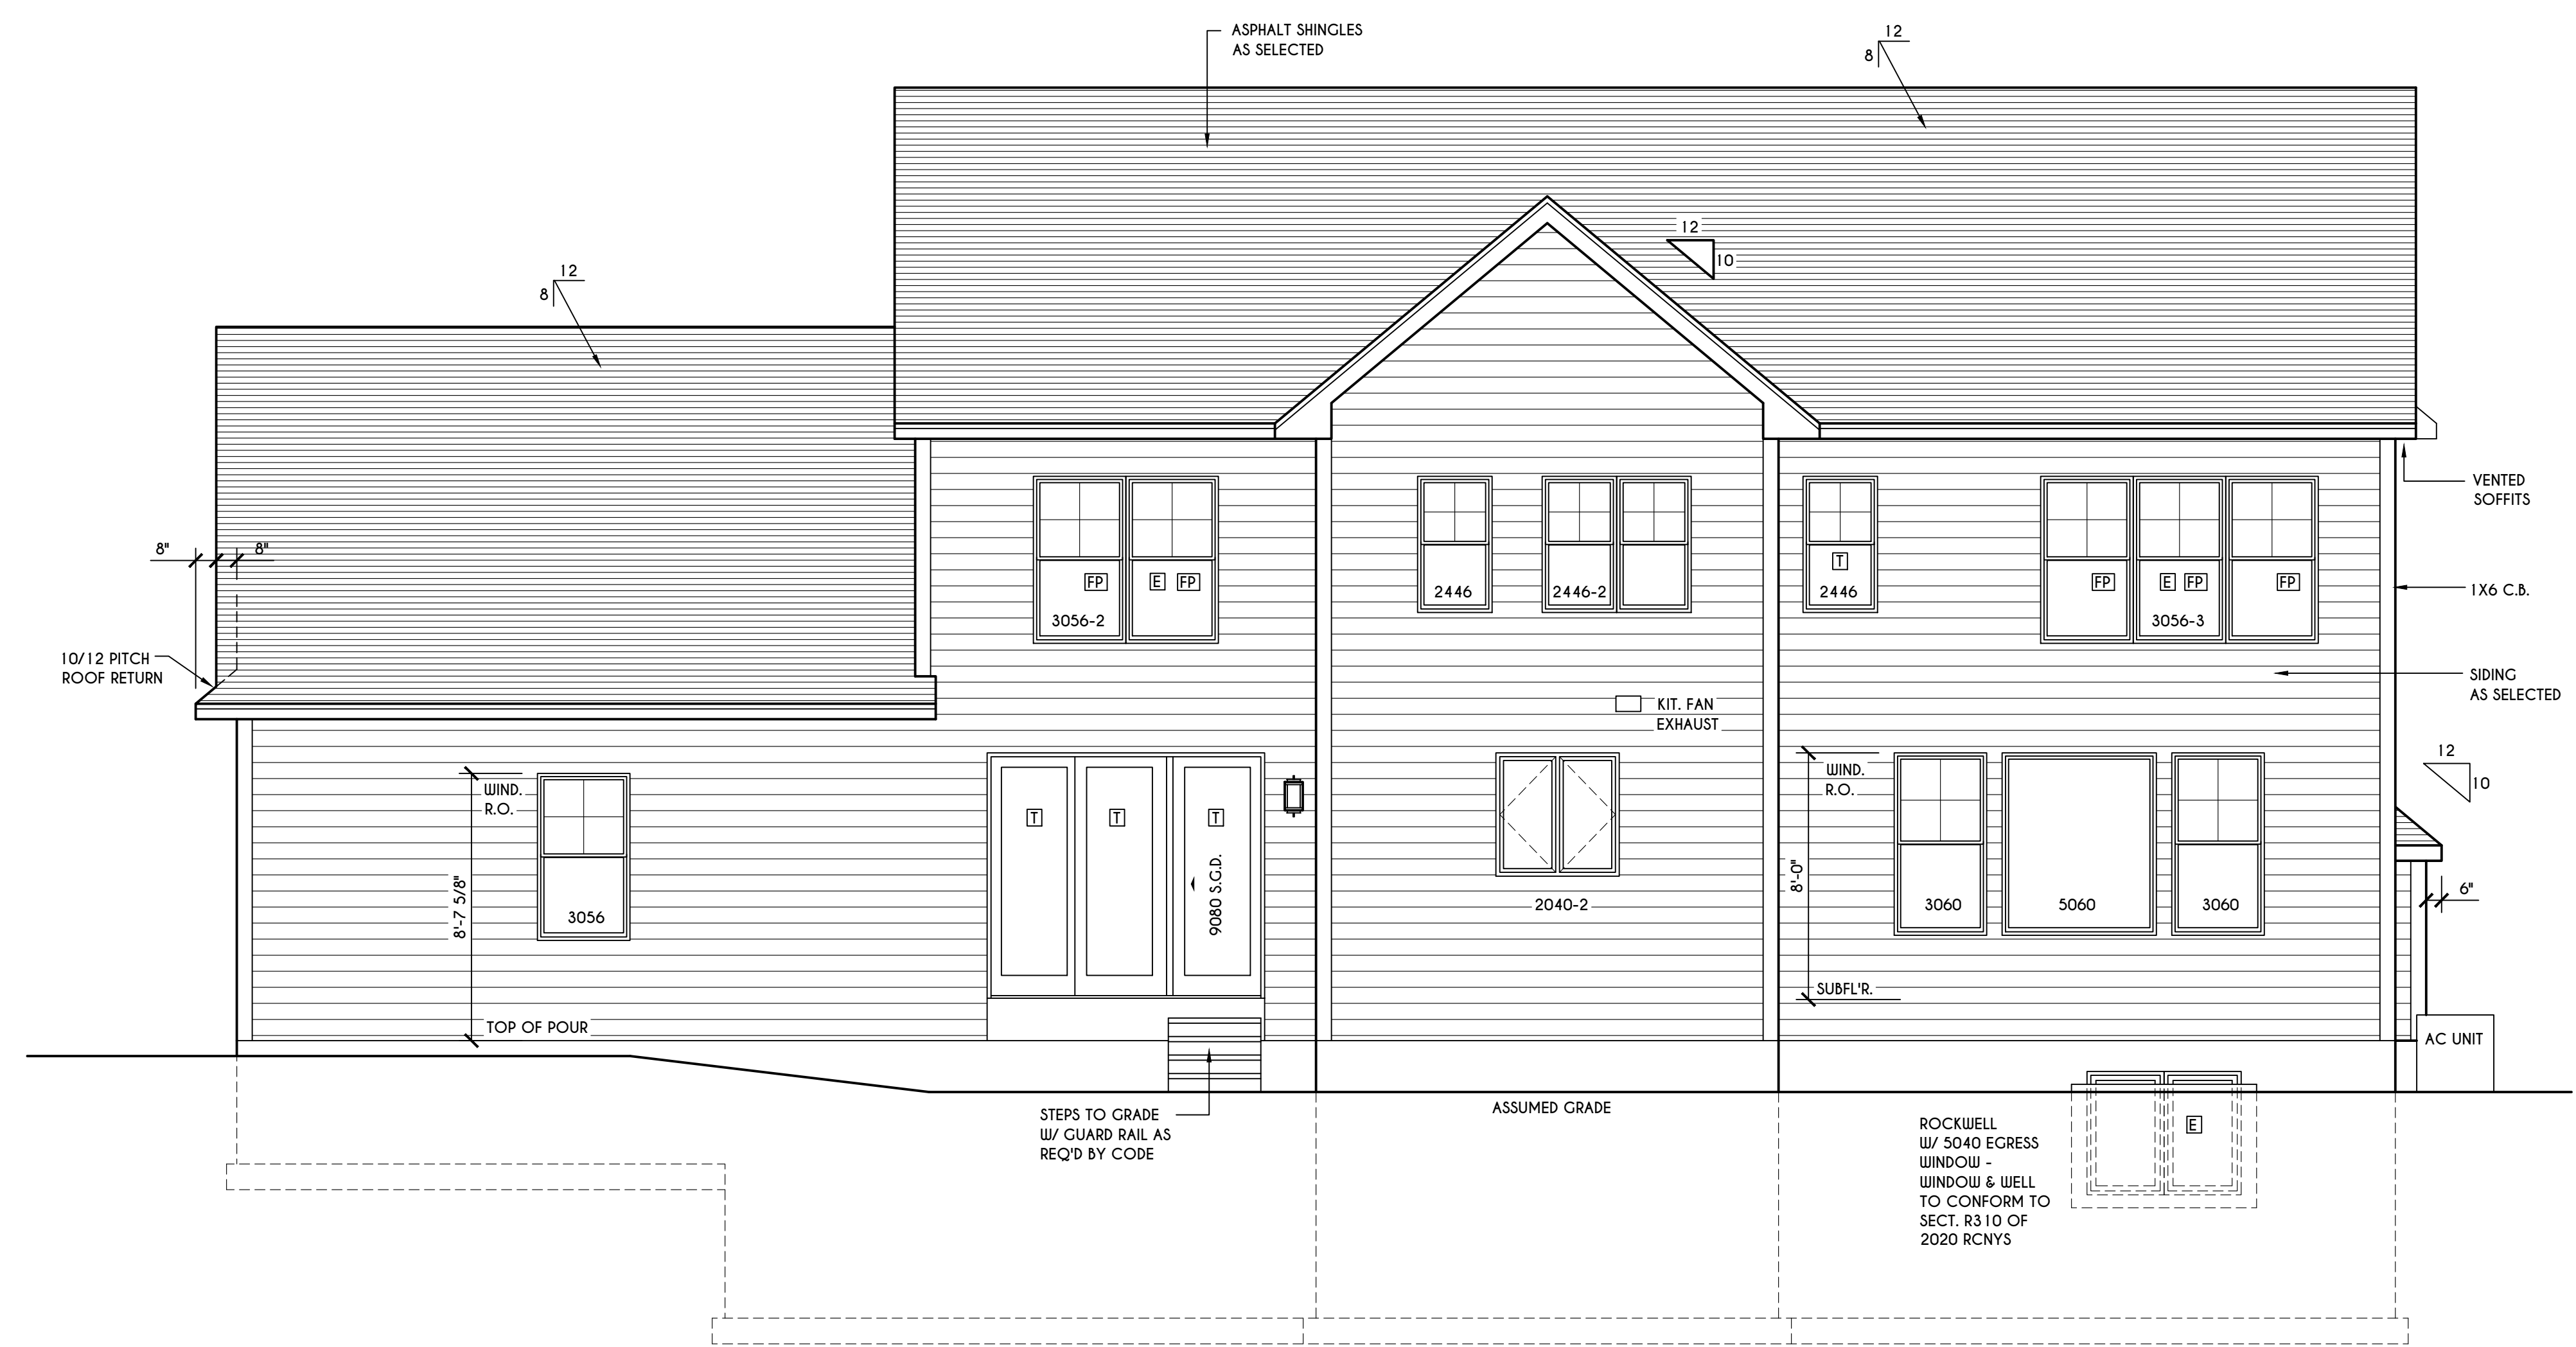 ASPHALT SHINGLES
AS SELECTED
12
8
12
10
12
8
8"
8"
10/12 PITCH
ROOF RETURN
VENTED
SOFFITS
1X6 C.B.
SIDING
AS SELECTED
FP
E
FP
3056-2
2446
2446-2
T
2446
FP
E
FP
FP
3056-3
KIT. FAN
EXHAUST
WIND.
R.O.
8'-7 5/8"
3056
TOP OF POUR
T
T
T
9080 S.G.D.
2040-2
WIND.
R.O.
8'-0"
SUBFL'R.
3060
5060
3060
12
10
6"
AC UNIT
STEPS TO GRADE
W/ GUARD RAIL AS
REQ'D BY CODE
ASSUMED GRADE
ROCKWELL
W/ 5040 EGRESS
WINDOW -
WINDOW & WELL
TO CONFORM TO
SECT. R310 OF
2020 RCNYS
E